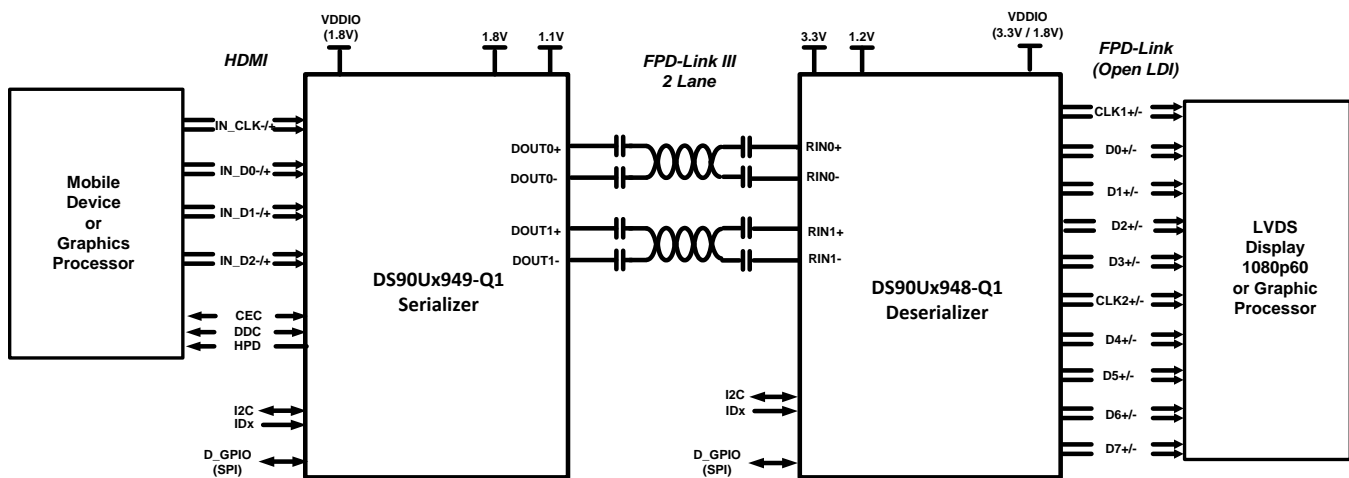 HDMI
VDDIO
(1.8V)
1.8V
1.1V
FPD-Link III
2 Lane
3.3V
1.2V
VDDIO
(3.3V / 1.8V)
FPD-Link
(Open LDI)
Mobile
Device
or
Graphics
Processor
IN_CLK-/+
IN_D0-/+
IN_D1-/+
IN_D2-/+
CEC
DDC
HPD
I2C
IDx
D_GPIO
(SPI)
DS90Ux949-Q1
Serializer
DOUT0+
DOUT0-
DOUT1+
DOUT1-
RIN0+
RIN0-
RIN1+
RIN1-
I2C
IDx
D_GPIO
(SPI)
DS90Ux948-Q1
Deserializer
CLK1+/-
D0+/-
D1+/-
D2+/-
D3+/-
CLK2+/-
D4+/-
D5+/-
D6+/-
D7+/-
LVDS
Display
1080p60
or Graphic
Processor